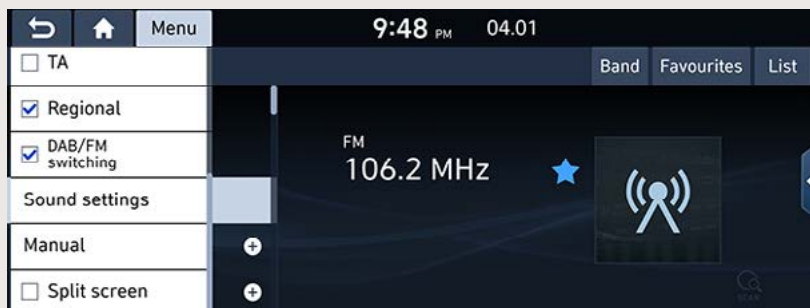 Menu
9:48 PM 04.01
TA
Band Favourites List
Regional
DAB/FM
switching
FM
106.2 MHz
Sound settings
Manual
Split screen
SCAN